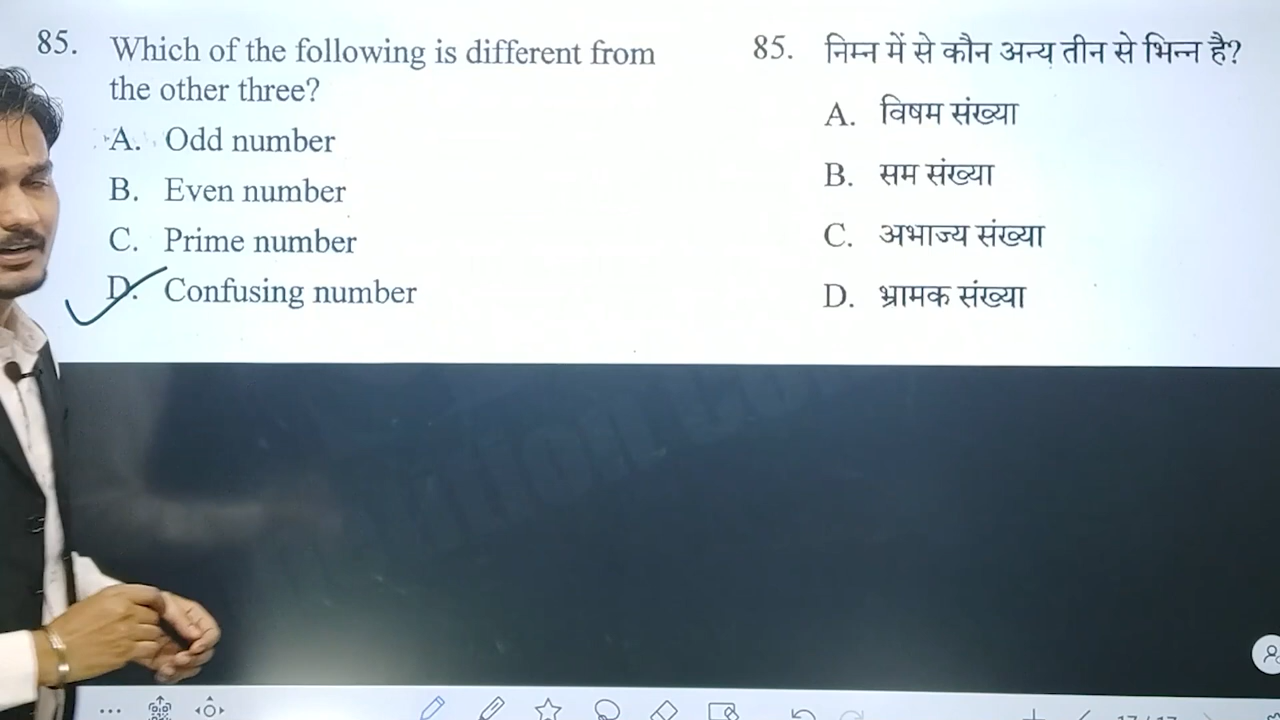 85. Which of the following is different from
the other three?
A. Odd number
B. Even number
C. Prime number
D. Confusing number
85. निम्न में से कौन अन्य तीन से भिन्न है?
A. विषम संख्या
B. सम संख्या
C. अभाज्य संख्या
D. भ्रामक संख्या